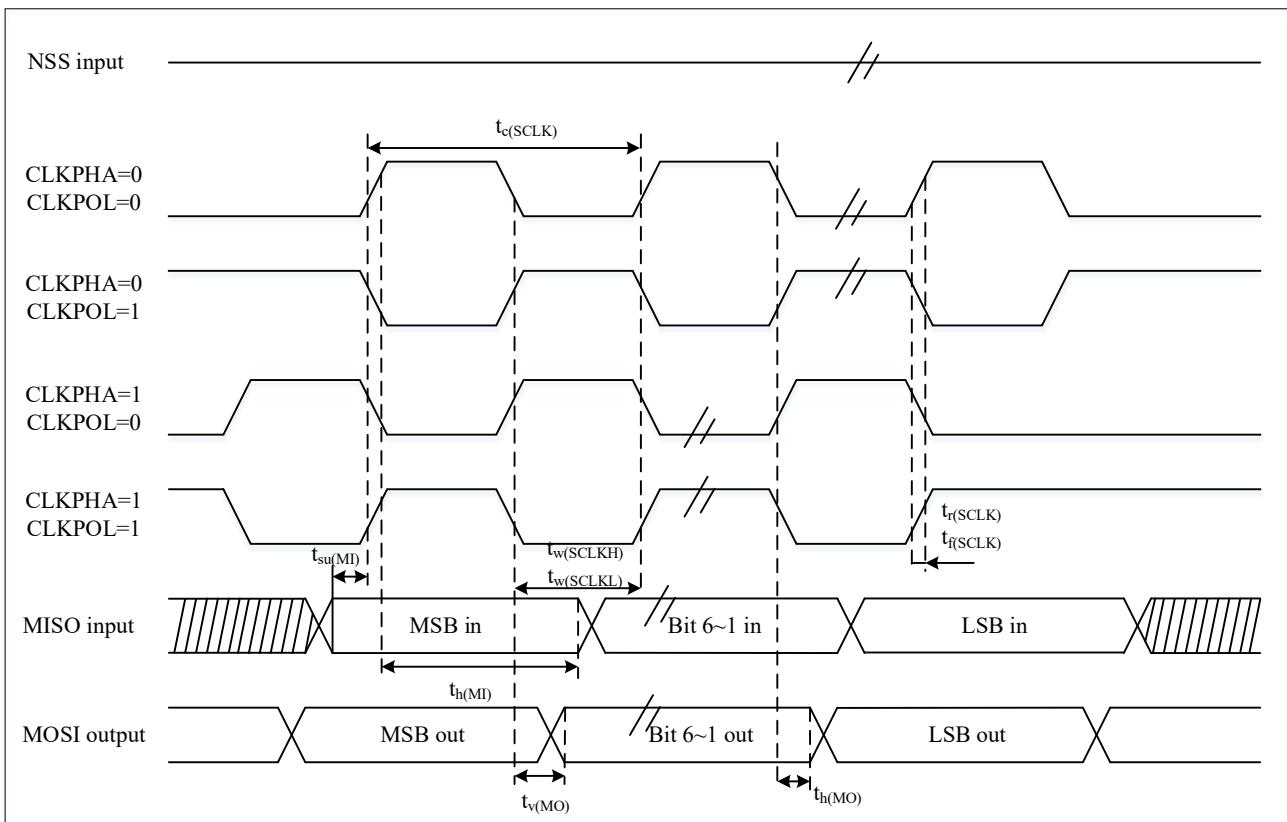 NSS input
tc(SCLK)
CLKPHA=0
CLKPOL=0
CLKPHA=0
CLKPOL=1
CLKPHA=1
CLKPOL=0
CLKPHA=1
CLKPOL=1
tr(SCLK)
tf(SCLK)
tsu(MI)
tw(SCLKH)
tw(SCLKL)
MISO input
MSB in
Bit 6~1 in
LSB in
th(MI)
MOSI output
MSB out
Bit 6~1 out
LSB out
tv(MO)
th(MO)